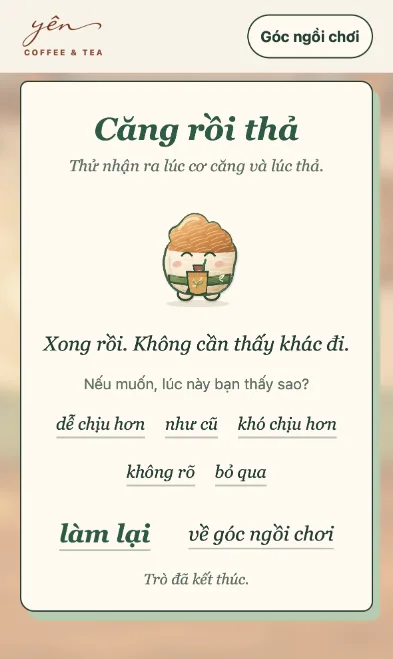 yên
COFFEE & TEA
Góc ngồi chơi
Căng rồi thả
Thử nhận ra lúc cơ căng và lúc thả.
Xong rồi. Không cần thấy khác đi.
Nếu muốn, lúc này bạn thấy sao?
dễ chịu hơn như cũ khó chịu hơn
không rõ bỏ qua
làm lại về góc ngồi chơi
Trò đã kết thúc.